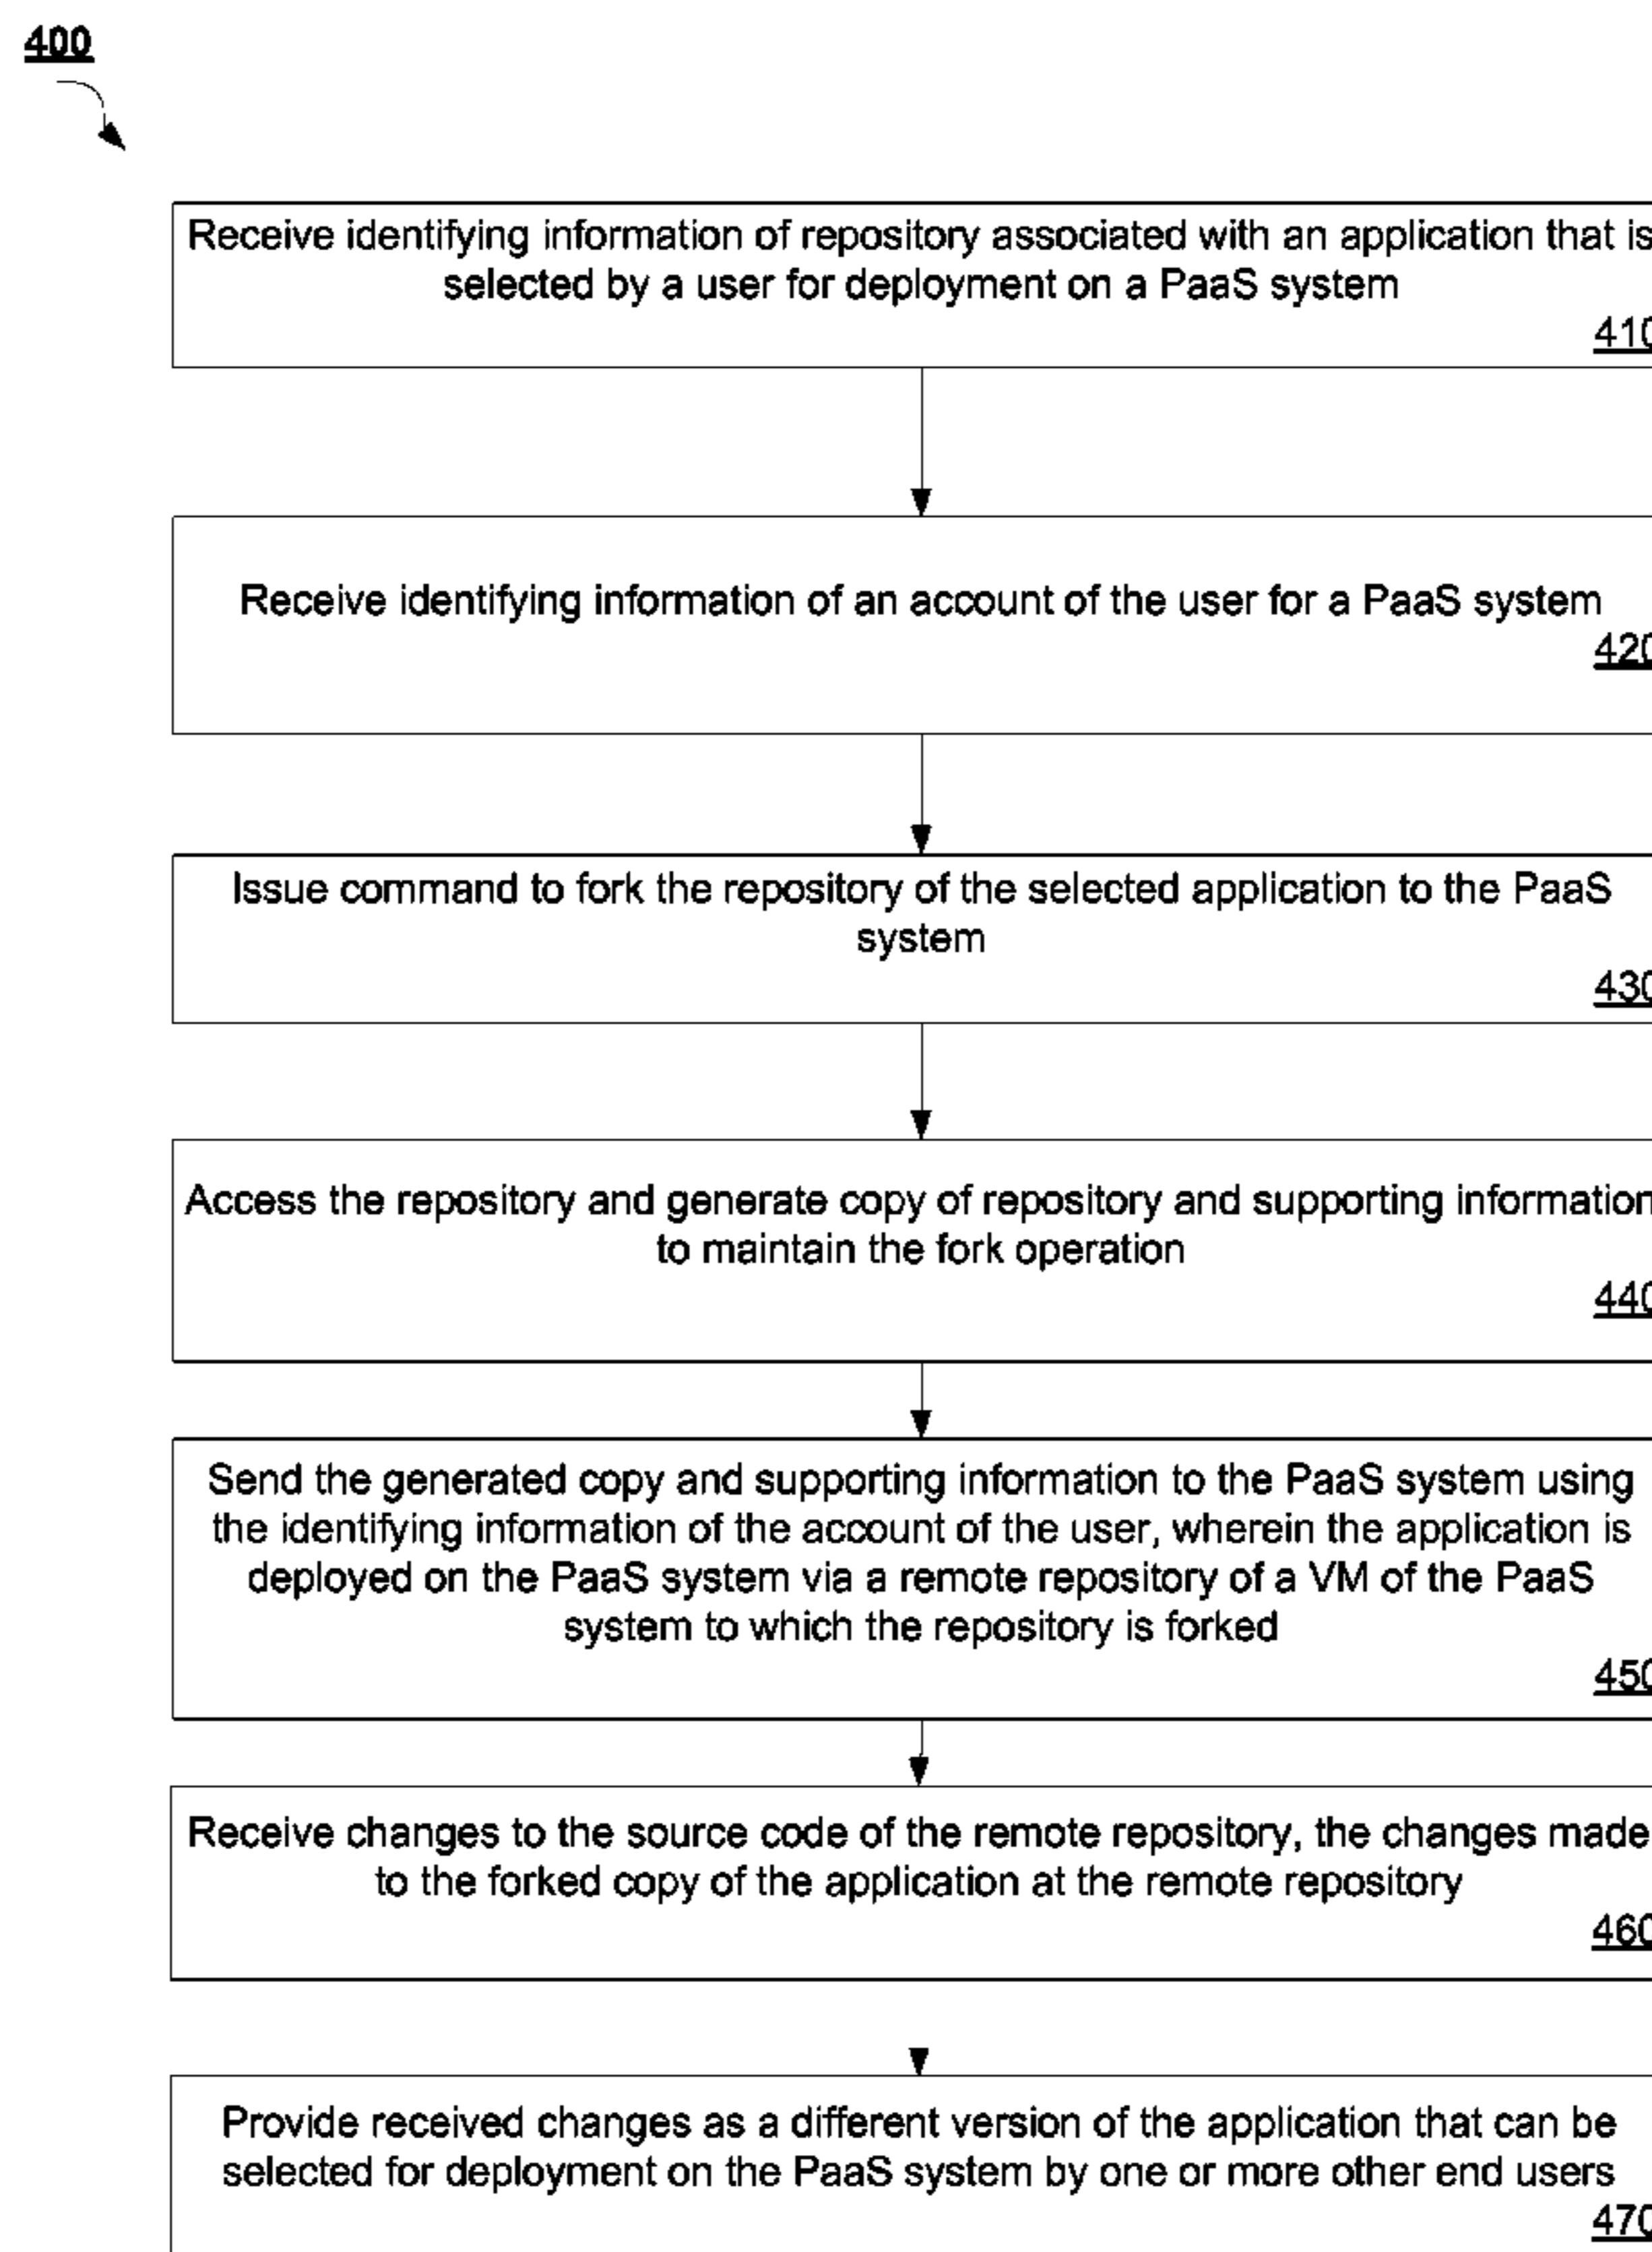 400
Receive identifying information of repository associated with an application that is
selected by a user for deployment on a PaaS system
410
Receive identifying information of an account of the user for a PaaS system
420
Issue command to fork the repository of the selected application to the PaaS
system
430
Access the repository and generate copy of repository and supporting information
to maintain the fork operation
440
Send the generated copy and supporting information to the PaaS system using
the identifying information of the account of the user, wherein the application is
deployed on the PaaS system via a remote repository of a VM of the PaaS
system to which the repository is forked
450
Receive changes to the source code of the remote repository, the changes made
to the forked copy of the application at the remote repository
460
Provide received changes as a different version of the application that can be
selected for deployment on the PaaS system by one or more other end users
470